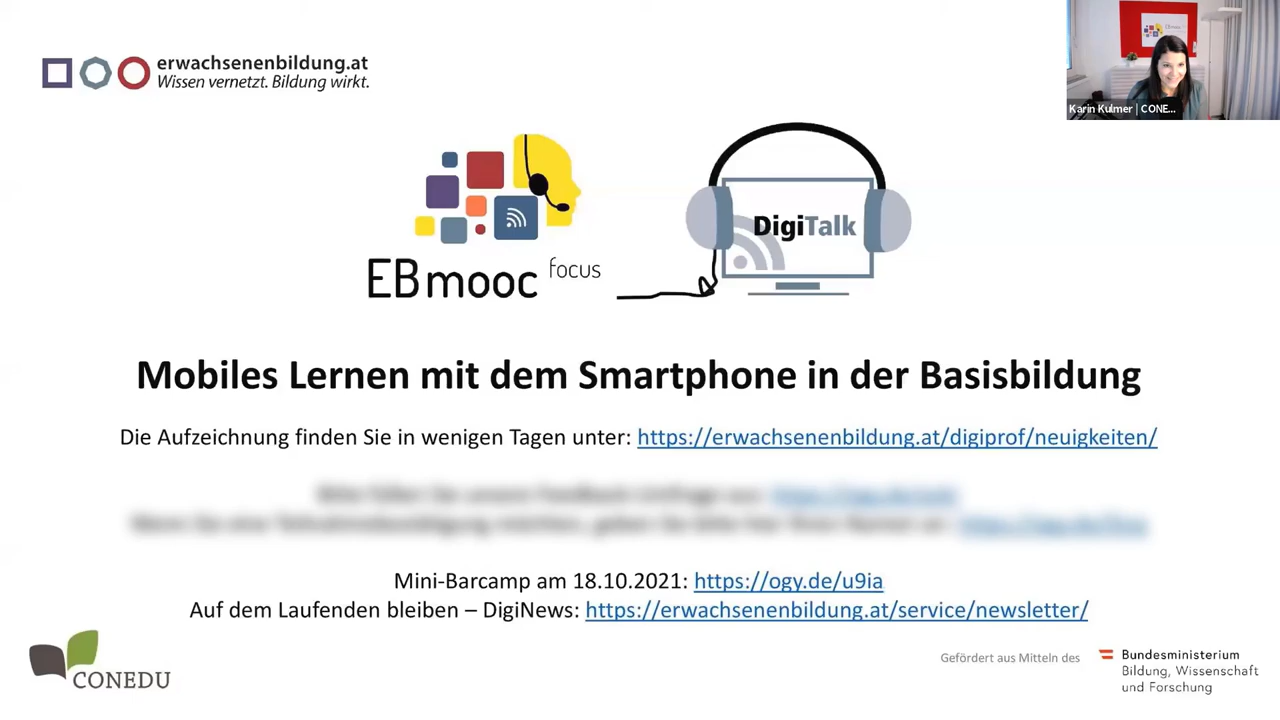 erwachsenenbildung.at
Wissen vernetzt. Bildung wirkt.
Karin Kulmer | CONE...
EBmooc focus
DigiTalk
Mobiles Lernen mit dem Smartphone in der Basisbildung
Die Aufzeichnung finden Sie in wenigen Tagen unter: https://erwachsenenbildung.at/digiprof/neuigkeiten/
Mini-Barcamp am 18.10.2021: https://ogy.de/u9ia
Auf dem Laufenden bleiben – DigiNews: https://erwachsenenbildung.at/service/newsletter/
CONEDU
Gefördert aus Mitteln des
Bundesministerium
Bildung, Wissenschaft
und Forschung